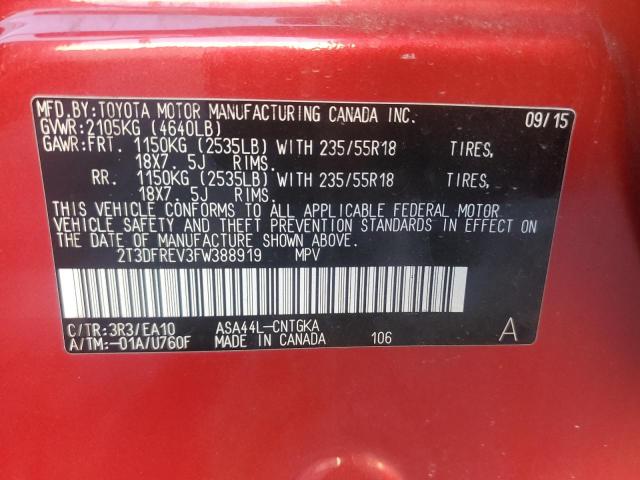 MFD.BY:TOYOTA MOTOR MANUFACTURING CANADA INC. 09/15
GVWR:2105KG (4640LB)
GAWR:FRT. 1150KG (2535LB) WITH 235/55R18 TIRES,
18X7. 5J RIMS.
RR. 1150KG (2535LB) WITH 235/55R18 TIRES,
18X7. 5J RIMS.
THIS VEHICLE CONFORMS TO ALL APPLICABLE FEDERAL MOTOR
VEHICLE SAFETY AND THEFT PREVENTION STANDARDS IN EFFECT ON
THE DATE OF MANUFACTURE SHOWN ABOVE.
2T3DFREV3FW388919 MPV
C/TR:3R3/EA10 ASA44L-CNTGKA
A/TM:-01A/U760F MADE IN CANADA 106 A